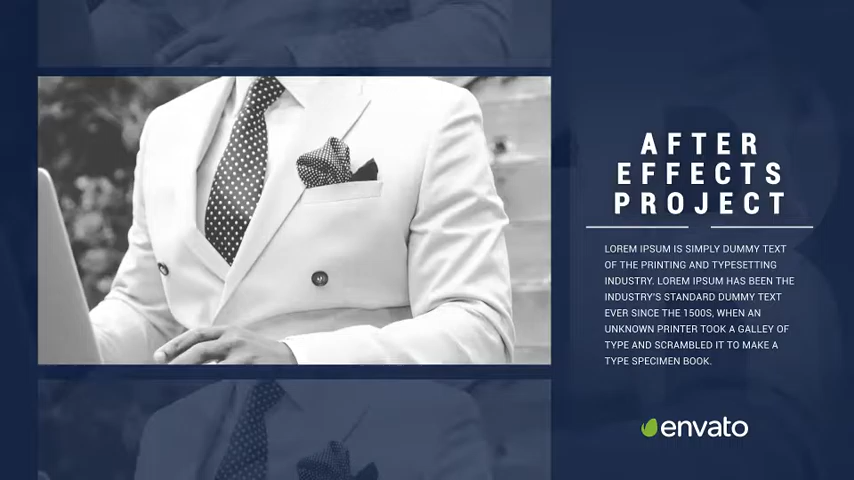 AFTER
EFFECTS
PROJECT
LOREM IPSUM IS SIMPLY DUMMY TEXT
OF THE PRINTING AND TYPESETTING
INDUSTRY. LOREM IPSUM HAS BEEN THE
INDUSTRY'S STANDARD DUMMY TEXT
EVER SINCE THE 1500S, WHEN AN
UNKNOWN PRINTER TOOK A GALLEY OF
TYPE AND SCRAMBLED IT TO MAKE A
TYPE SPECIMEN BOOK.
envato